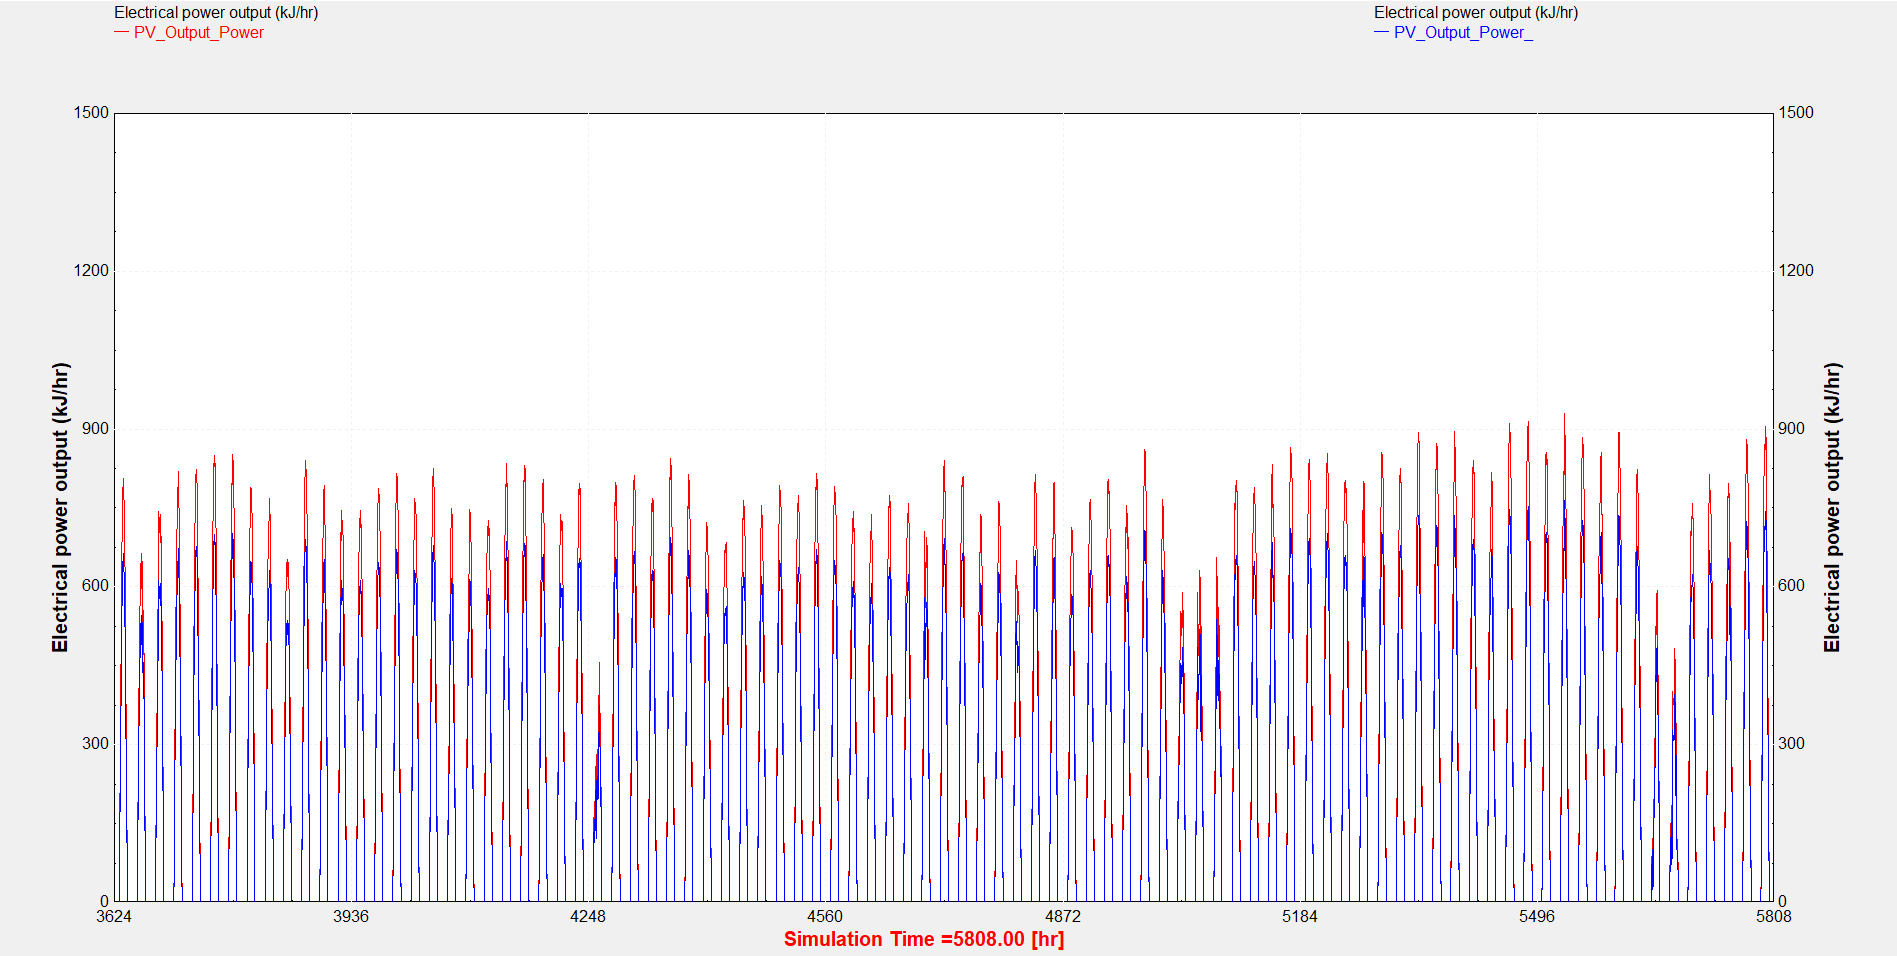 Electrical power output (kJ/hr)
PV_Output_Power
Electrical power output (kJ/hr)
PV_Output_Power_
1500
1200
900
600
300
0
Electrical power output (kJ/hr)
1500
1200
900
600
300
0
Electrical power output (kJ/hr)
3624 3936 4248 4560 4872 5184 5496 5808
Simulation Time =5808.00 [hr]